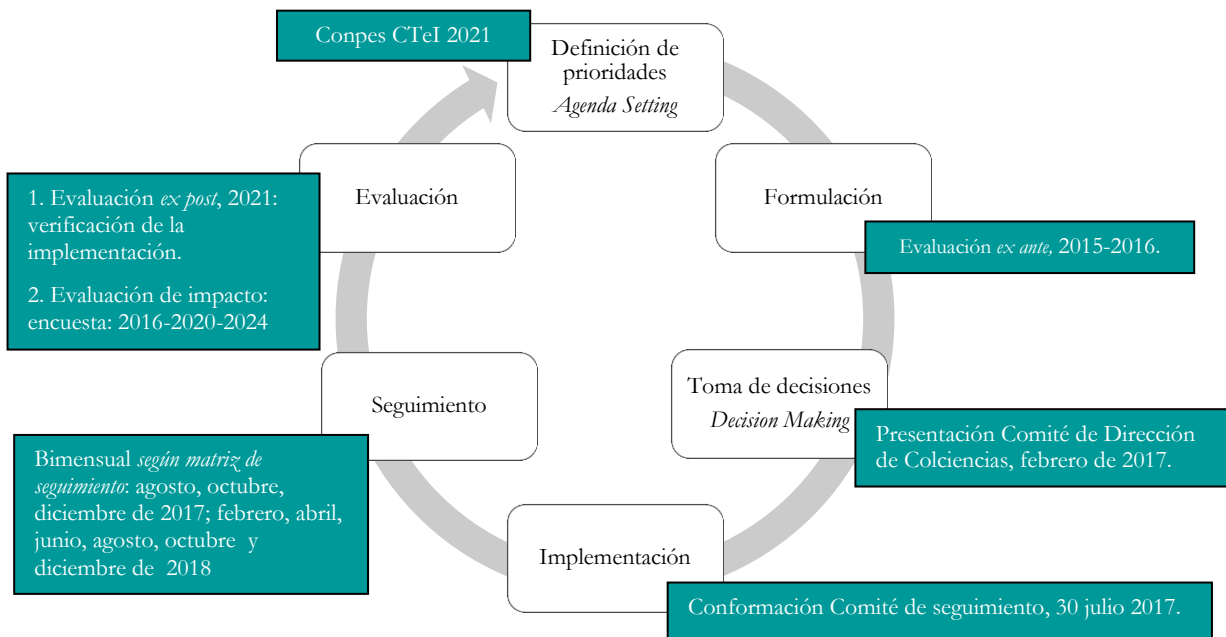 Conpes CTeI 2021
Definición de
prioridades
Agenda Setting
Formulación
Evaluación ex ante, 2015-2016.
Toma de decisiones
Decision Making
Presentación Comité de Dirección
de Colciencias, febrero de 2017.
Implementación
Conformación Comité de seguimiento, 30 julio 2017.
Seguimiento
Bimensual según matriz de
seguimiento: agosto, octubre,
diciembre de 2017; febrero, abril,
junio, agosto, octubre y
diciembre de 2018
Evaluación
1. Evaluación ex post, 2021:
verificación de la
implementación.
2. Evaluación de impacto:
encuesta: 2016-2020-2024